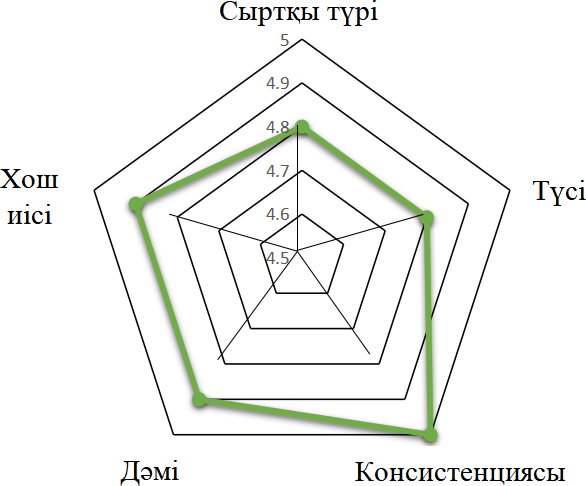 Сыртқы түрі
5
4.9
4.8
4.7
4.6
4.5
Хош
иісі
Түсі
Дәмі
Консистенциясы